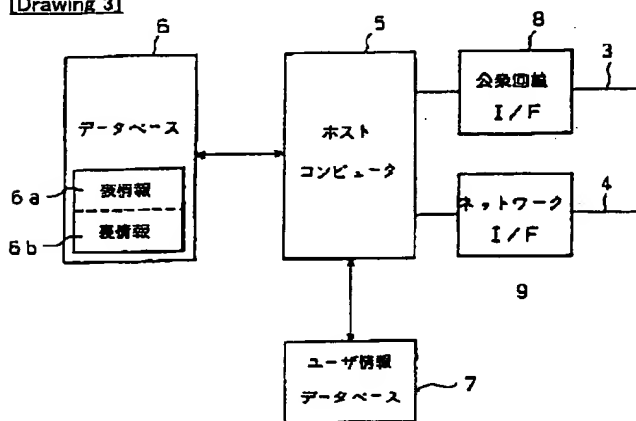 [Drawing 3]
6
5
8
3
データベース
ホスト
コンピュータ
公衆回線
I/F
6a
表情報
6b
裏情報
ネットワーク
I/F
4
9
ユーザ情報
データベース
7